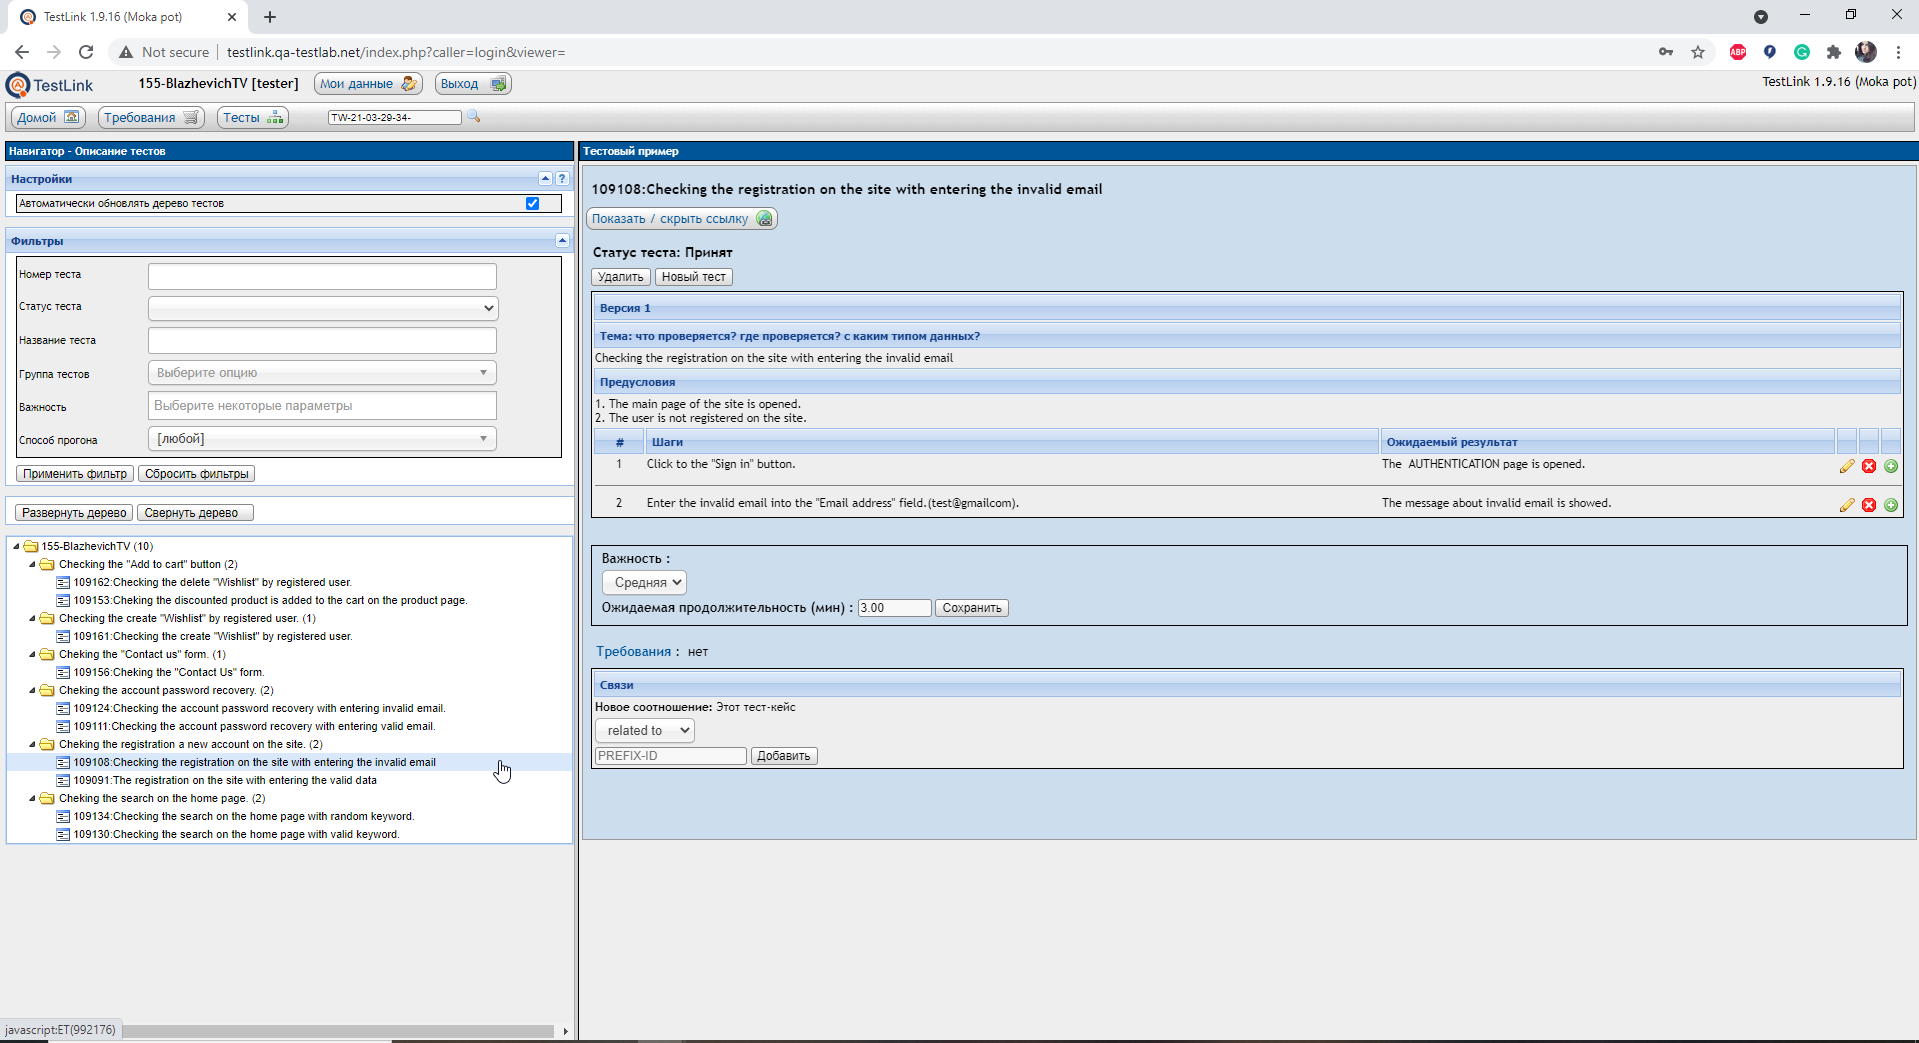 TestLink 1.9.16 (Moka pot)
Not secure | testlink.qa-testlab.net/index.php?caller=login&viewer=
ABP
TestLink
155-BlazhevichTV [tester]
Мои данные
Выход
TestLink 1.9.16 (Moka pot)
Домой
Требования
Тесты
TW-21-03-29-34-
Навигатор - Описание тестов
Настройки
?
Автоматически обновлять дерево тестов
Фильтры
Номер теста
Статус теста
Название теста
Группа тестов
Выберите опцию
Важность
Выберите некоторые параметры
Способ прогона
[любой]
Применить фильтр
Сбросить фильтры
Развернуть дерево
Свернуть дерево
155-BlazhevichTV (10)
Checking the "Add to cart" button (2)
109162:Checking the delete "Wishlist" by registered user.
109153:Cheking the discounted product is added to the cart on the product page.
Checking the create "Wishlist" by registered user. (1)
109161:Checking the create "Wishlist" by registered user.
Cheking the "Contact us" form. (1)
109156:Cheking the "Contact Us" form.
Cheking the account password recovery. (2)
109124:Checking the account password recovery with entering invalid email.
109111:Checking the account password recovery with entering valid email.
Cheking the registration a new account on the site. (2)
109108:Checking the registration on the site with entering the invalid email
109091:The registration on the site with entering the valid data
Cheking the search on the home page. (2)
109134:Checking the search on the home page with random keyword.
109130:Checking the search on the home page with valid keyword.
javascript:ET(992176)
Тестовый пример
109108:Checking the registration on the site with entering the invalid email
Показать / скрыть ссылку
Статус теста: Принят
Удалить
Новый тест
Версия 1
Тема: что проверяется? где проверяется? с каким типом данных?
Checking the registration on the site with entering the invalid email
Предусловия
1. The main page of the site is opened.
2. The user is not registered on the site.
# Шаги Ожидаемый результат
1 Click to the "Sign in" button. The AUTHENTICATION page is opened.
2 Enter the invalid email into the "Email address" field.(test@gmailcom). The message about invalid email is showed.
Важность :
Средняя
Ожидаемая продолжительность (мин) : 3.00 Сохранить
Требования : нет
Связи
Новое соотношение: Этот тест-кейс
related to
PREFIX-ID
Добавить